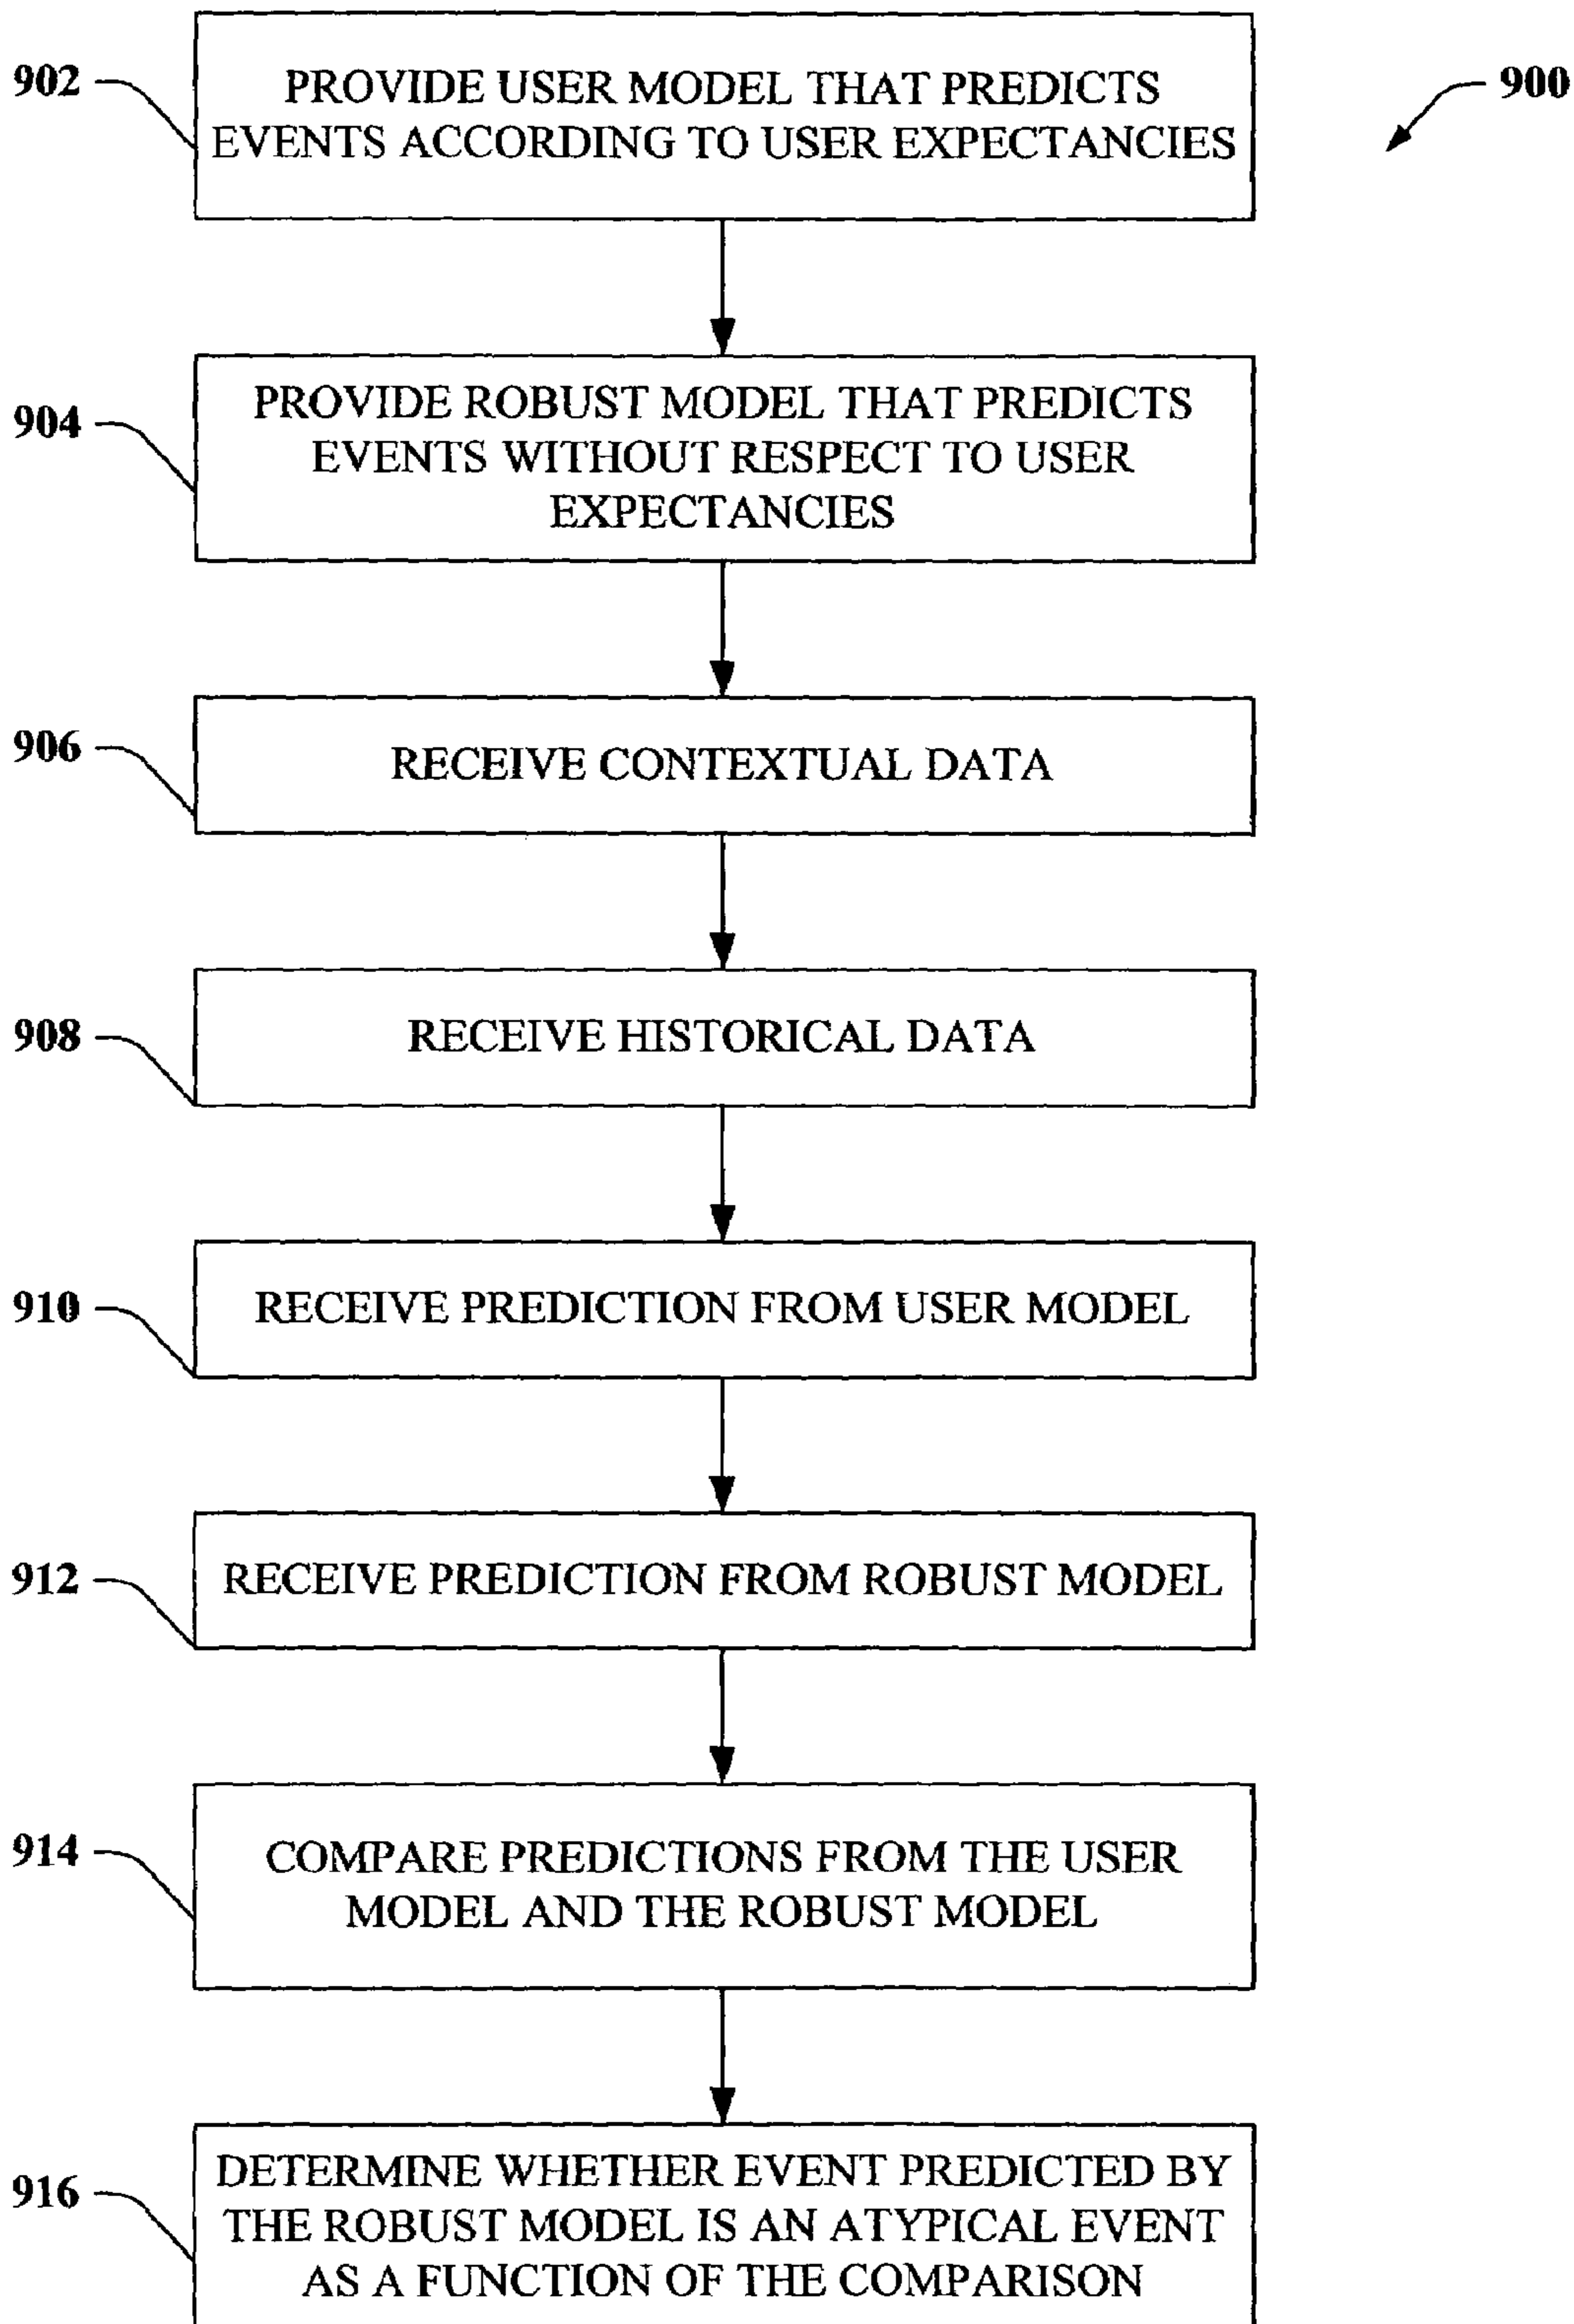 902
PROVIDE USER MODEL THAT PREDICTS
EVENTS ACCORDING TO USER EXPECTANCIES
900
904
PROVIDE ROBUST MODEL THAT PREDICTS
EVENTS WITHOUT RESPECT TO USER
EXPECTANCIES
906
RECEIVE CONTEXTUAL DATA
908
RECEIVE HISTORICAL DATA
910
RECEIVE PREDICTION FROM USER MODEL
912
RECEIVE PREDICTION FROM ROBUST MODEL
914
COMPARE PREDICTIONS FROM THE USER
MODEL AND THE ROBUST MODEL
916
DETERMINE WHETHER EVENT PREDICTED BY
THE ROBUST MODEL IS AN ATYPICAL EVENT
AS A FUNCTION OF THE COMPARISON